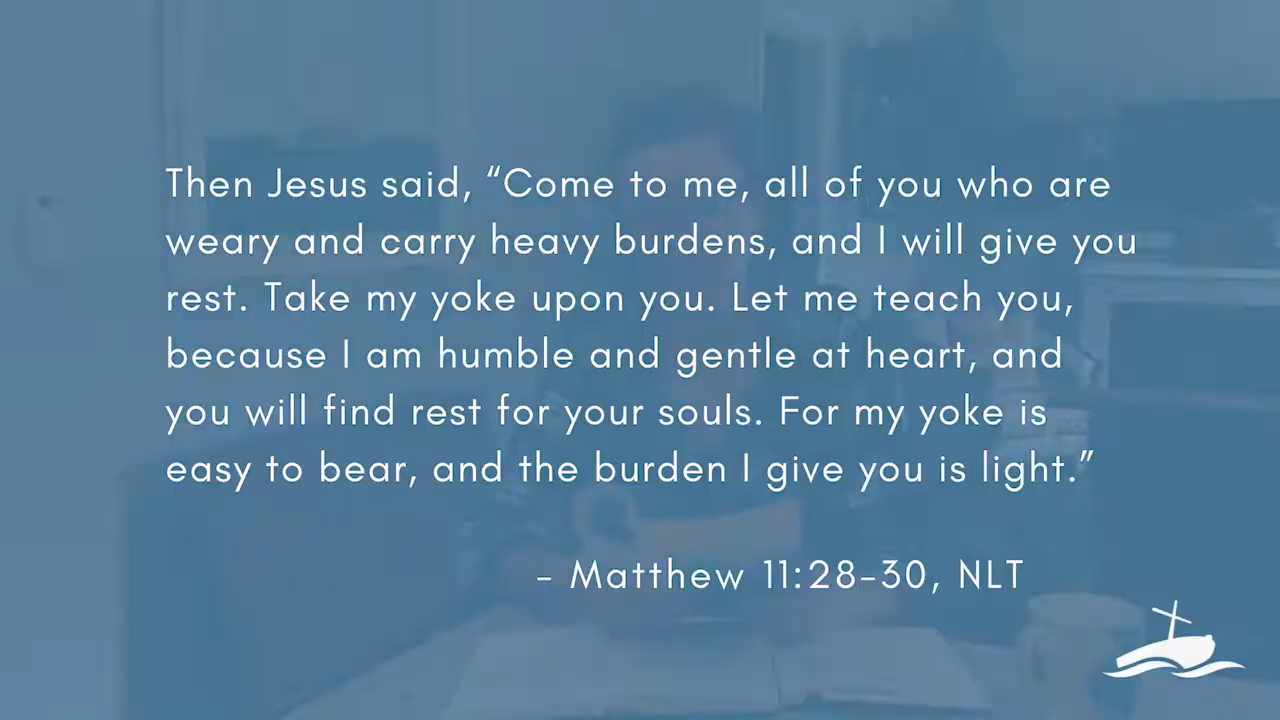 Then Jesus said, “Come to me, all of you who are
weary and carry heavy burdens, and I will give you
rest. Take my yoke upon you. Let me teach you,
because I am humble and gentle at heart, and
you will find rest for your souls. For my yoke is
easy to bear, and the burden I give you is light.”
- Matthew 11:28-30, NLT